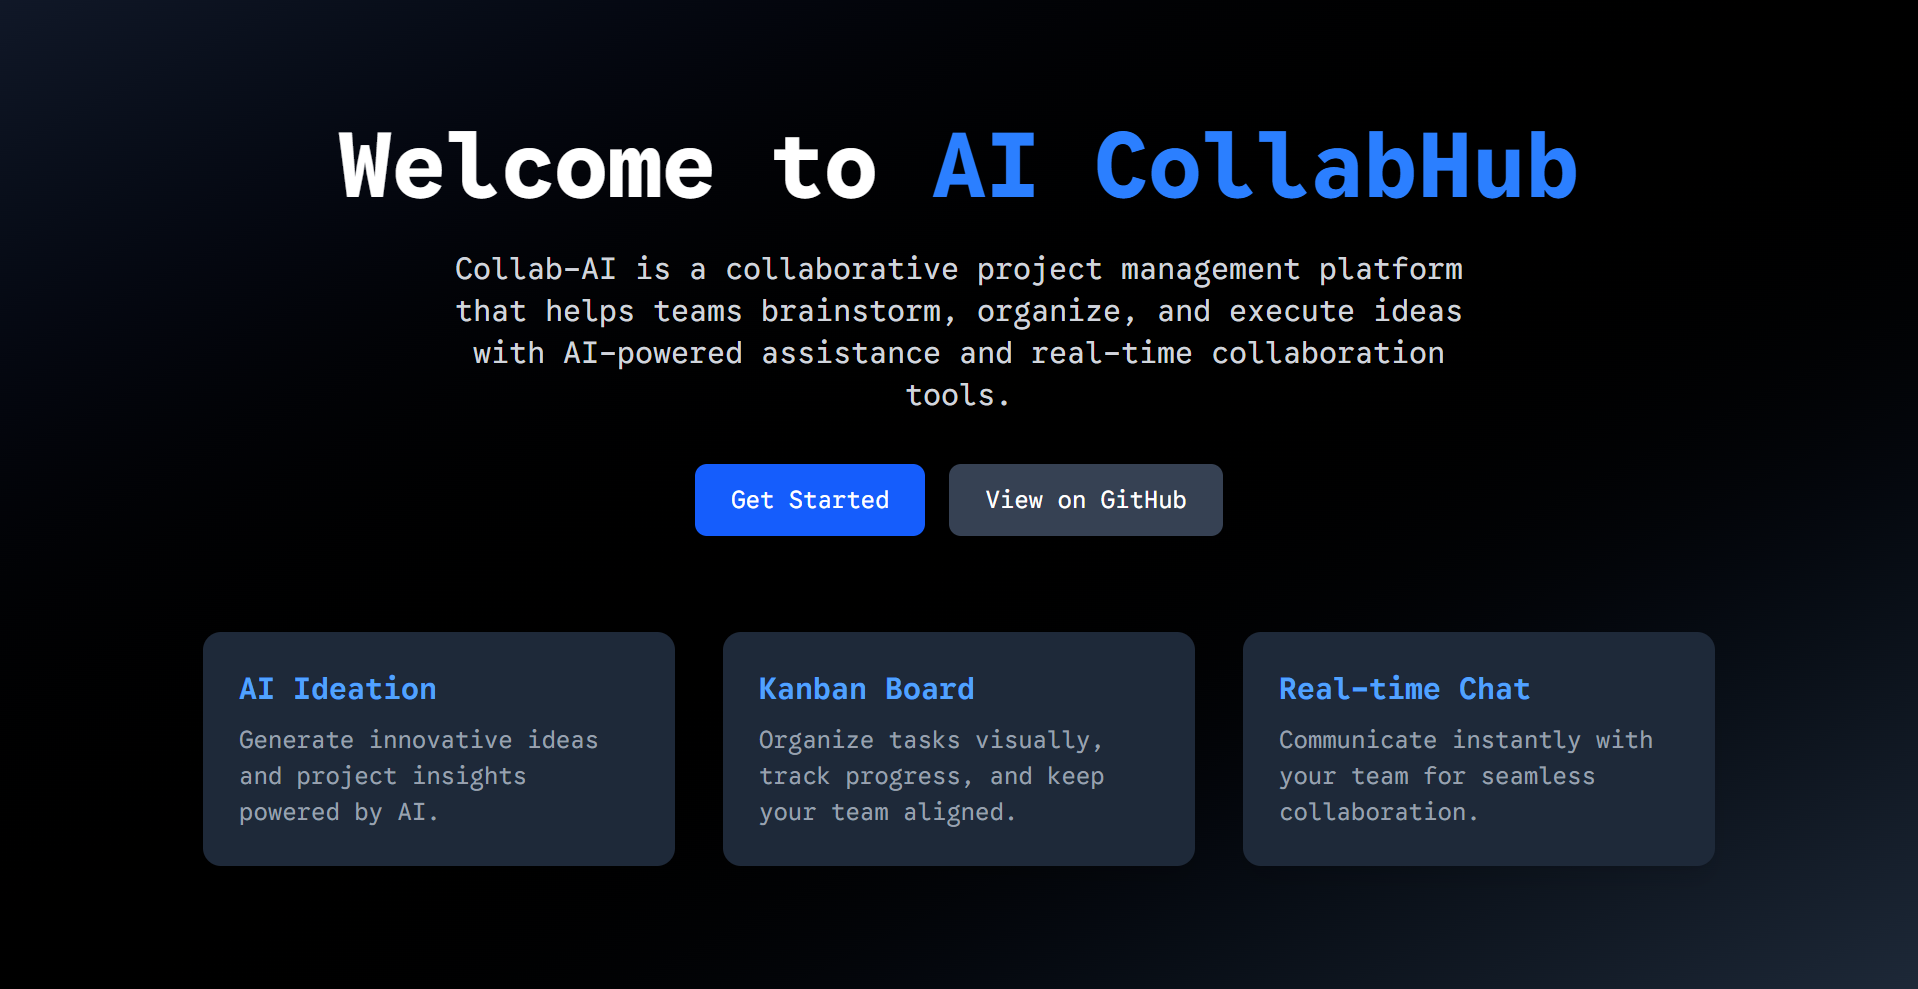 Welcome to AI CollabHub
Collab-AI is a collaborative project management platform
that helps teams brainstorm, organize, and execute ideas
with AI-powered assistance and real-time collaboration
tools.
Get Started
View on GitHub
AI Ideation
Generate innovative ideas
and project insights
powered by AI.
Kanban Board
Organize tasks visually,
track progress, and keep
your team aligned.
Real-time Chat
Communicate instantly with
your team for seamless
collaboration.